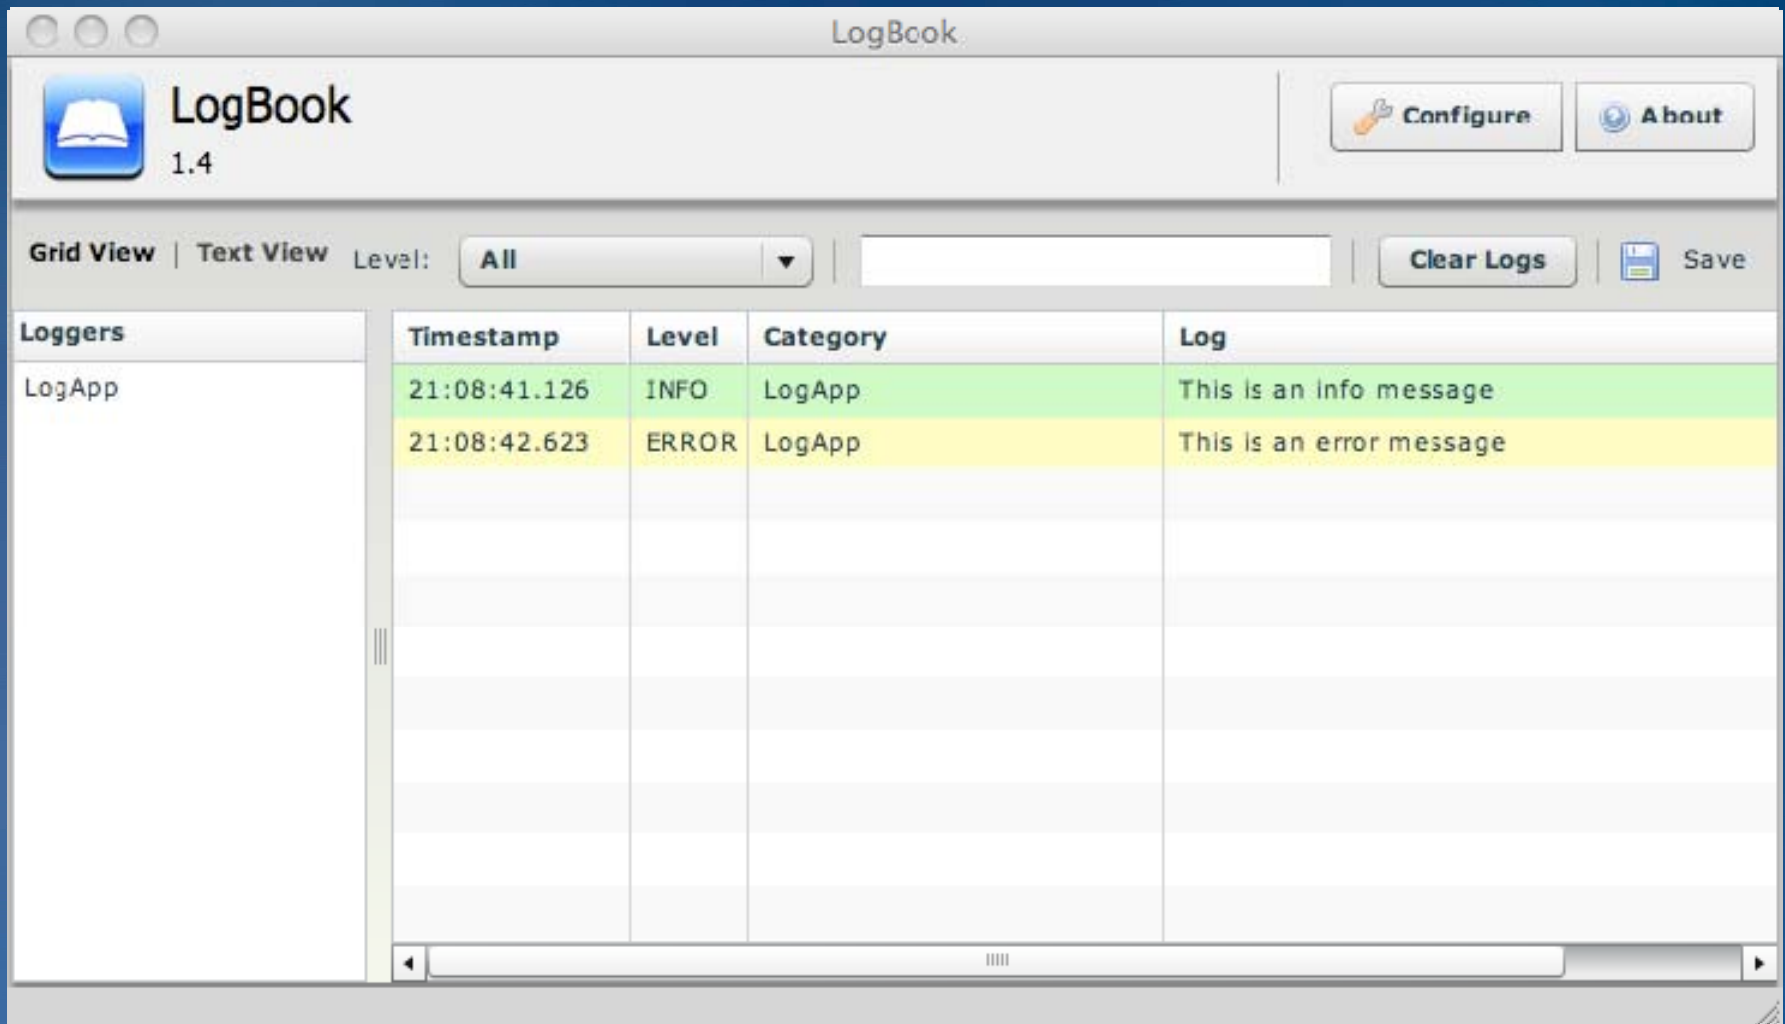 LogBook
LogBook
1.4
Configure
About
Grid View | Text View Level: All Clear Logs Save
Loggers
LogApp
Timestamp Level Category Log
21:08:41.126 INFO LogApp This is an info message
21:08:42.623 ERROR LogApp This is an error message